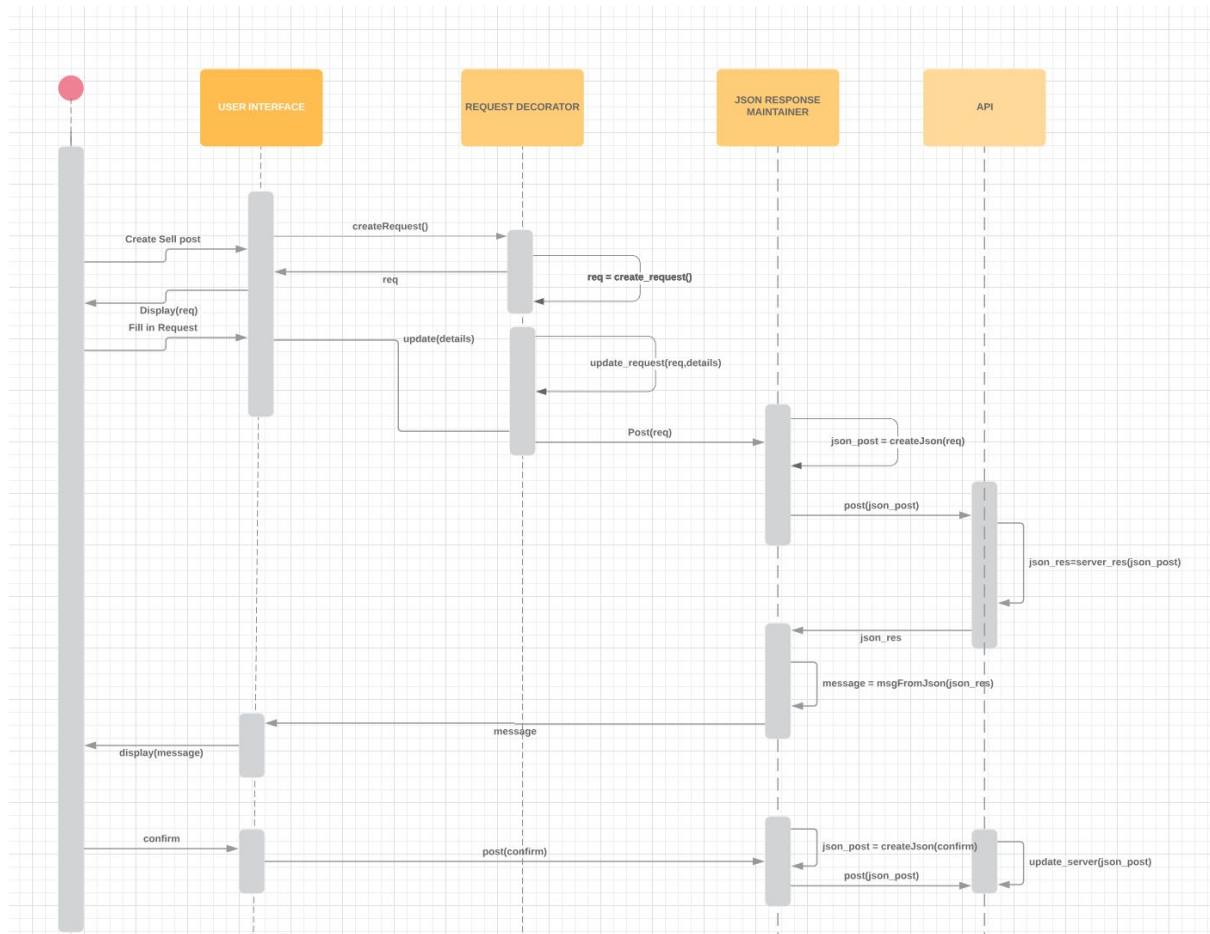 USER INTERFACE
REQUEST DECORATOR
JSON RESPONSE
MAINTAINER
API
createRequest()
Create Sell post
req = create_request()
req
Display(req)
Fill in Request
update(details)
update_request(req,details)
Post(req)
json_post = createJson(req)
post(json_post)
json_res=server_res(json_post)
json_res
message = msgFromJson(json_res)
message
display(message)
confirm
post(confirm)
json_post = createJson(confirm)
update_server(json_post)
post(json_post)